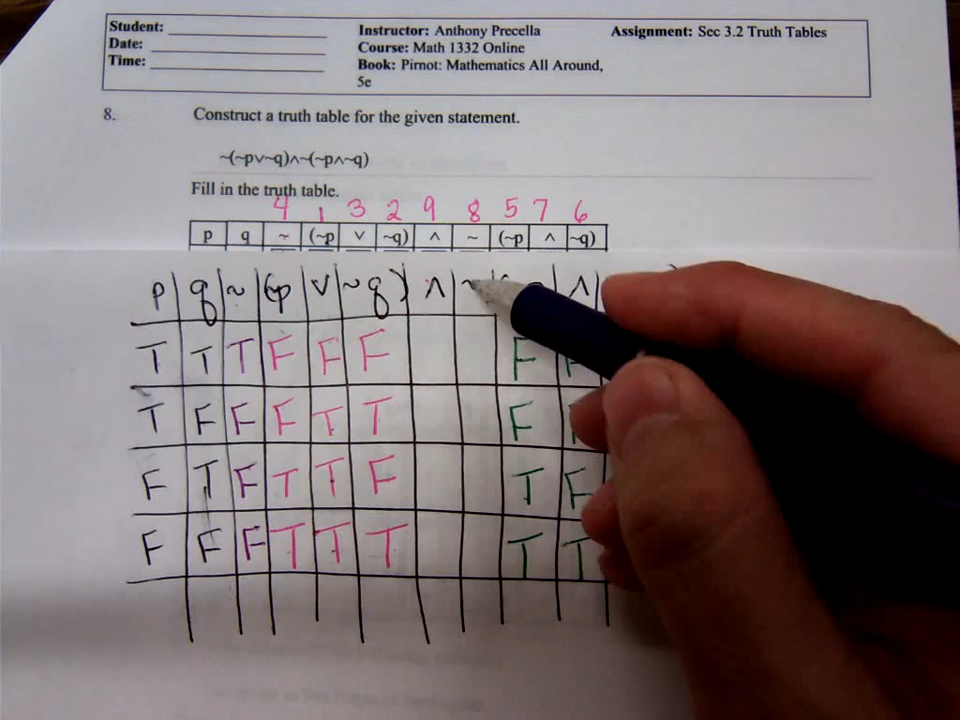 Student: Instructor: Anthony Precella Assignment: Sec 3.2 Truth Tables
Date: Course: Math 1332 Online
Time: Book: Pirnot: Mathematics All Around,
5e
8. Construct a truth table for the given statement.
~(~p∨~q)∧~(~p∧~q)
Fill in the truth table.
4 1 3 2 9 8 5 7 6
p q ~ (~p ∨ ~q) ∧ ~ (~p ∧ ~q)
P q ~ (~p ∨ ~q) ∧ ~ ∧
T T T F F F F F
T F F F T T F
F T F T T F T F
F F F T T T T T